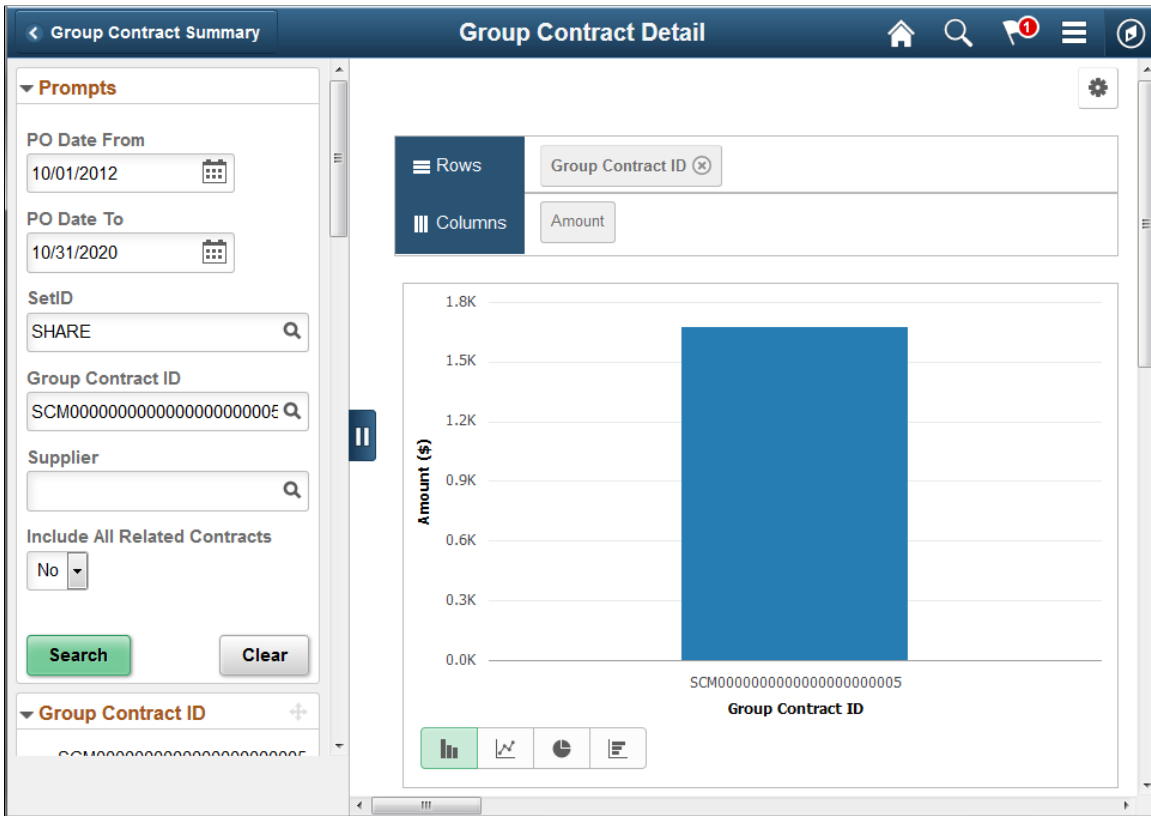 Group Contract Summary
Group Contract Detail
1
Prompts
PO Date From
10/01/2012
PO Date To
10/31/2020
SetID
SHARE
Group Contract ID
Supplier
Include All Related Contracts
No
Search
Clear
Group Contract ID
Rows
Group Contract ID
Columns
Amount
1.8K
1.5K
1.2K
0.9K
0.6K
0.3K
0.0K
Amount ($)
SCM0000000000000000000005
Group Contract ID